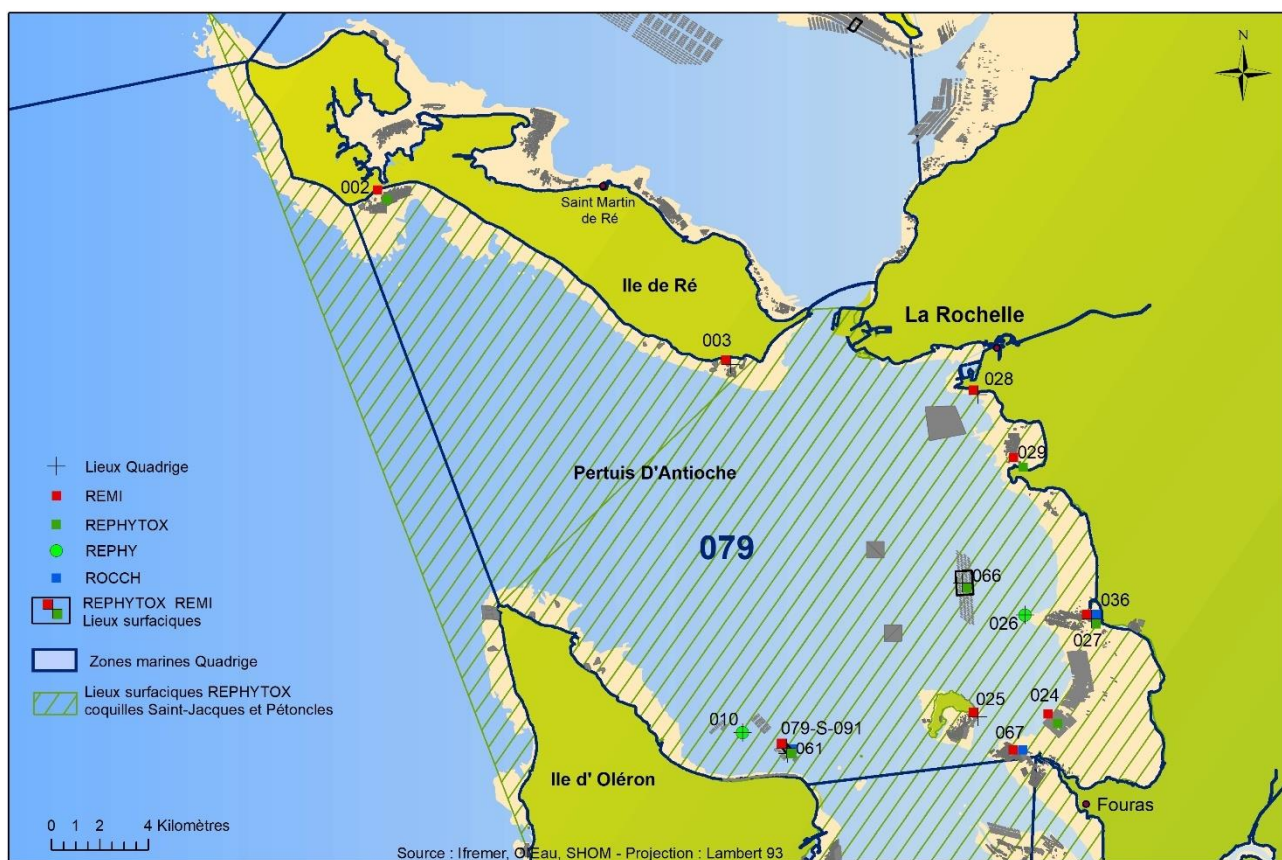 N
002
Saint Martin
de Ré
Ile de Ré
La Rochelle
003
028
029
Pertuis D'Antioche
079
066
036
026
027
025
024
010
079-S-091
061
067
Ile d' Oléron
Fouras
Lieux Quadrige
REMI
REPHYTOX
REPHY
ROCCH
REPHYTOX REMI
Lieux surfaciques
Zones marines Quadrige
Lieux surfaciques REPHYTOX
coquilles Saint-Jacques et Pétoncles
0 1 2 4 Kilomètres
Source : Ifremer, OiEau, SHOM - Projection : Lambert 93